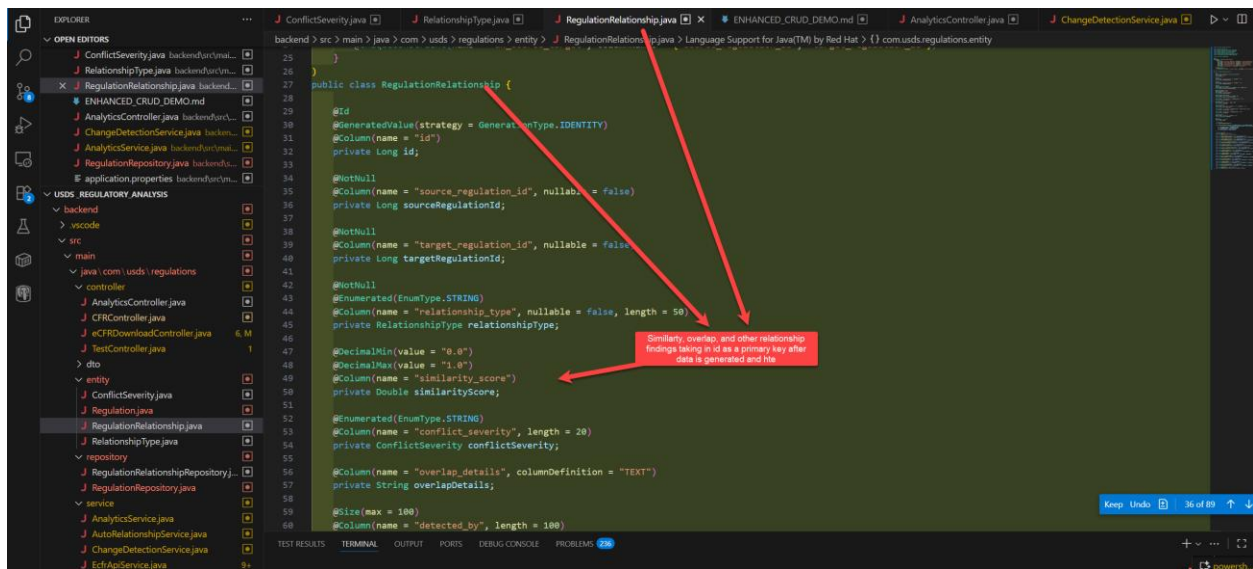 EXPLORER
OPEN EDITORS
ConflictSeverity.java backend\src\mai...
RelationshipType.java backend\src\mai...
RegulationRelationship.java backend...
ENHANCED_CRUD_DEMO.md
AnalyticsController.java backend\src\...
ChangeDetectionService.java backen...
AnalyticsService.java backend\src\mai...
RegulationRepository.java backend\s...
application.properties backend\src\m...
USDS_REGULATORY_ANALYSIS
backend
.vscode
src
main
java\com\usds\regulations
controller
AnalyticsController.java
CFRController.java
eCFRDownloadController.java 6, M
TestController.java 1
dto
entity
ConflictSeverity.java
Regulation.java
RegulationRelationship.java
RelationshipType.java
repository
RegulationRelationshipRepository.j...
RegulationRepository.java
service
AnalyticsService.java
AutoRelationshipService.java
ChangeDetectionService.java
EcfrApiService.java 9+
ConflictSeverity.java RelationshipType.java RegulationRelationship.java ENHANCED_CRUD_DEMO.md AnalyticsController.java ChangeDetectionService.java
backend > src > main > java > com > usds > regulations > entity > RegulationRelationship.java > Language Support for Java(TM) by Red Hat > {} com.usds.regulations.entity
25 }
26 )
27 public class RegulationRelationship {
28
29 @Id
30 @GeneratedValue(strategy = GenerationType.IDENTITY)
31 @Column(name = "id")
32 private Long id;
33
34 @NotNull
35 @Column(name = "source_regulation_id", nullable = false)
36 private Long sourceRegulationId;
37
38 @NotNull
39 @Column(name = "target_regulation_id", nullable = false
40 private Long targetRegulationId;
41
42 @NotNull
43 @Enumerated(EnumType.STRING)
44 @Column(name = "relationship_type", nullable = false, length = 50)
45 private RelationshipType relationshipType;
46
47 @DecimalMin(value = "0.0")
48 @DecimalMax(value = "1.0")
49 @Column(name = "similarity_score")
50 private Double similarityScore;
51
52 @Enumerated(EnumType.STRING)
53 @Column(name = "conflict_severity", length = 20)
54 private ConflictSeverity conflictSeverity;
55
56 @Column(name = "overlap_details", columnDefinition = "TEXT")
57 private String overlapDetails;
58
59 @Size(max = 100)
60 @Column(name = "detected_by", length = 100)
Similarty, overlap, and other relationship
findings taking in id as a primary key after
data is generated and hte
Keep Undo 36 of 89
TEST RESULTS TERMINAL OUTPUT PORTS DEBUG CONSOLE PROBLEMS 236
powersh...